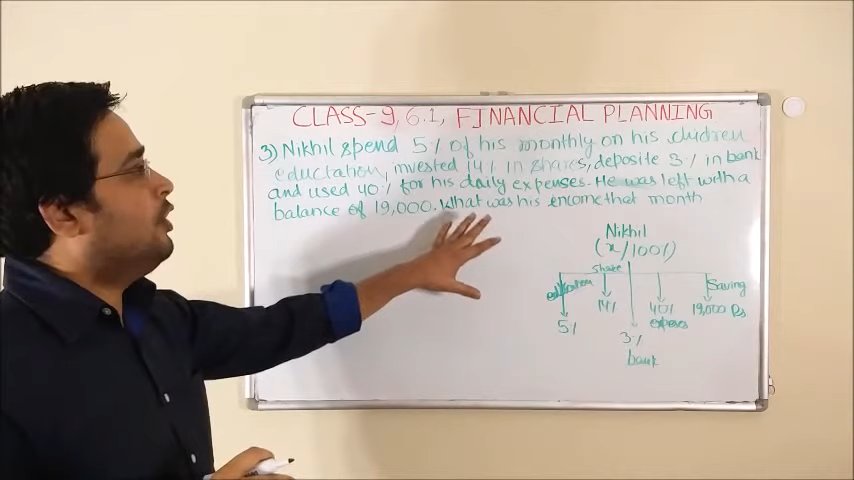 CLASS-9, 6.1, FINANCIAL PLANNING
3) Nikhil spend 5% of his monthly on his children
eductation, invested 14% in shares, deposite 3% in bank
and used 40% for his daily expenses. He was left with a
balance of 19,000. What was his encome that month
Nikhil
(x/100%)
share
education
Saving
14%
40%
19,000 Rs
expenses
5%
3%
bank